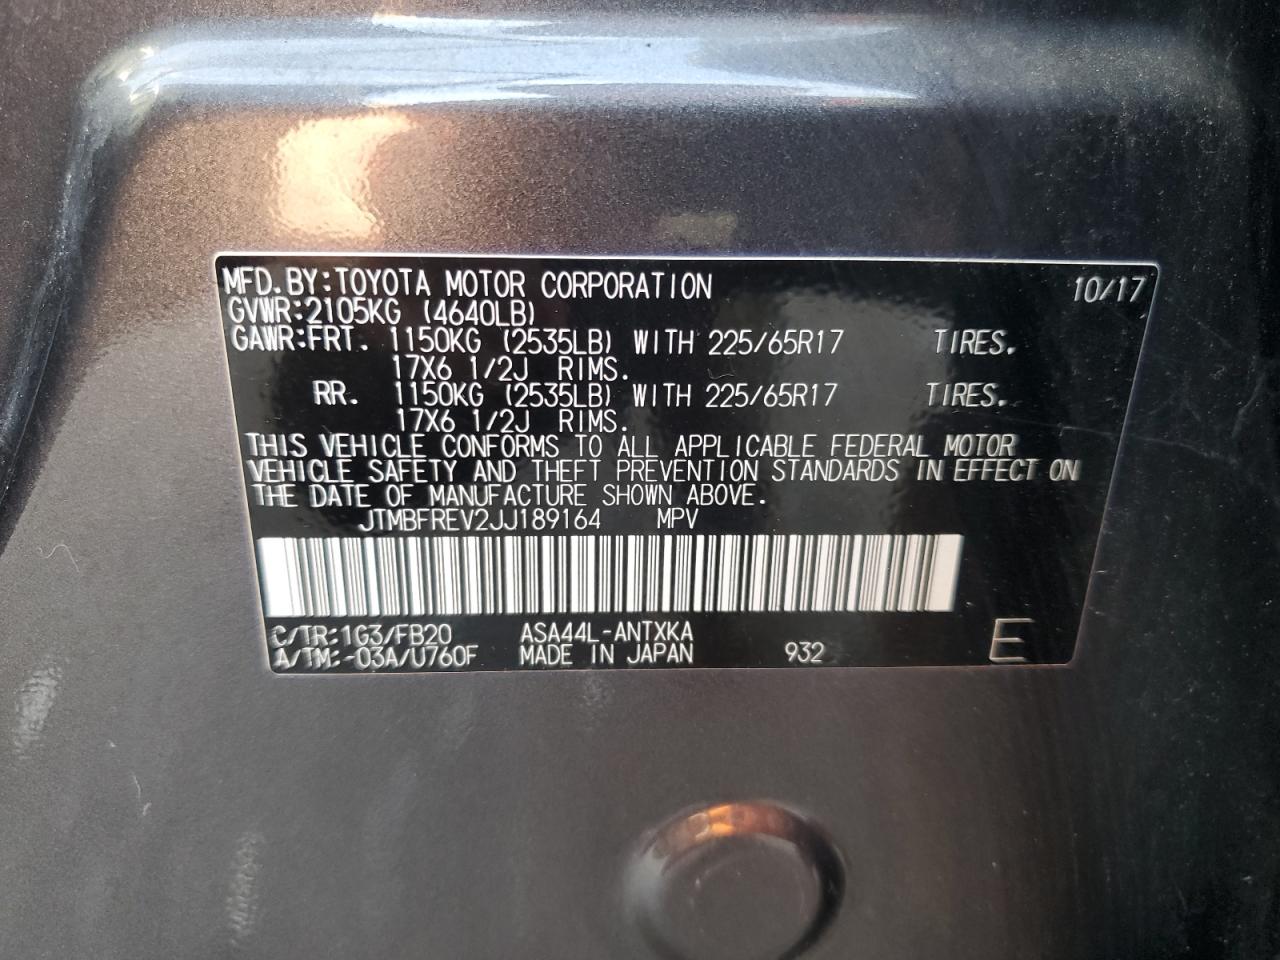 MFD.BY:TOYOTA MOTOR CORPORATION 10/17
GVWR:2105KG (4640LB)
GAWR:FRT. 1150KG (2535LB) WITH 225/65R17 TIRES.
17X6 1/2J RIMS.
RR. 1150KG (2535LB) WITH 225/65R17 TIRES.
17X6 1/2J RIMS.
THIS VEHICLE CONFORMS TO ALL APPLICABLE FEDERAL MOTOR
VEHICLE SAFETY AND THEFT PREVENTION STANDARDS IN EFFECT ON
THE DATE OF MANUFACTURE SHOWN ABOVE.
JTMBFREV2JJ189164 MPV
C/TR:1G3/FB20 ASA44L-ANTXKA
A/TM:-03A/U760F MADE IN JAPAN 932 E